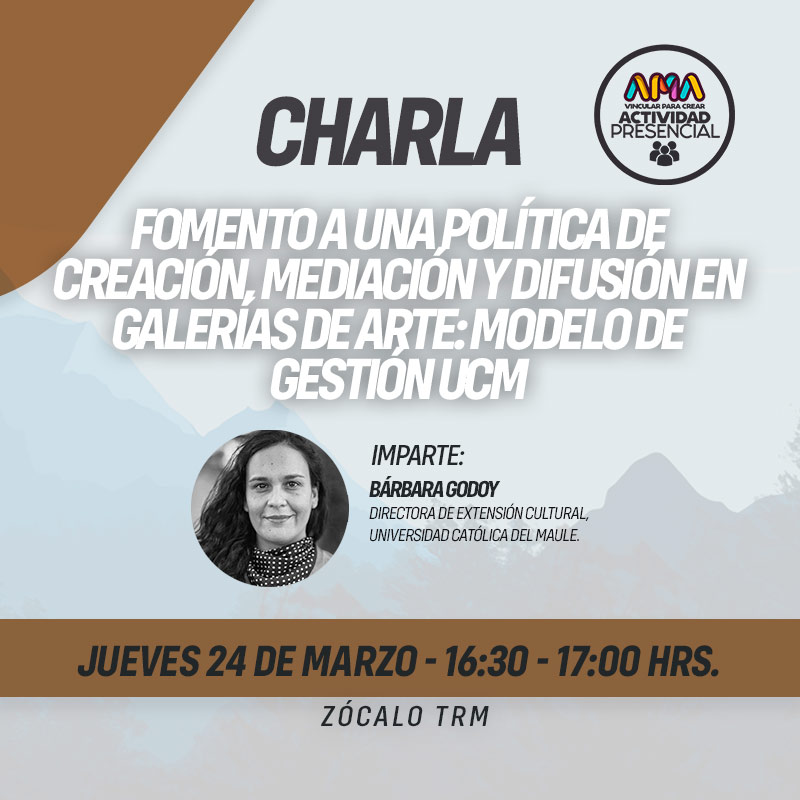 CHARLA
AMA
VINCULAR PARA CREAR
ACTIVIDAD
PRESENCIAL
FOMENTO A UNA POLÍTICA DE
CREACIÓN, MEDIACIÓN Y DIFUSIÓN EN
GALERÍAS DE ARTE: MODELO DE
GESTIÓN UCM
IMPARTE:
BÁRBARA GODOY
DIRECTORA DE EXTENSIÓN CULTURAL,
UNIVERSIDAD CATÓLICA DEL MAULE.
JUEVES 24 DE MARZO - 16:30 - 17:00 HRS.
ZÓCALO TRM